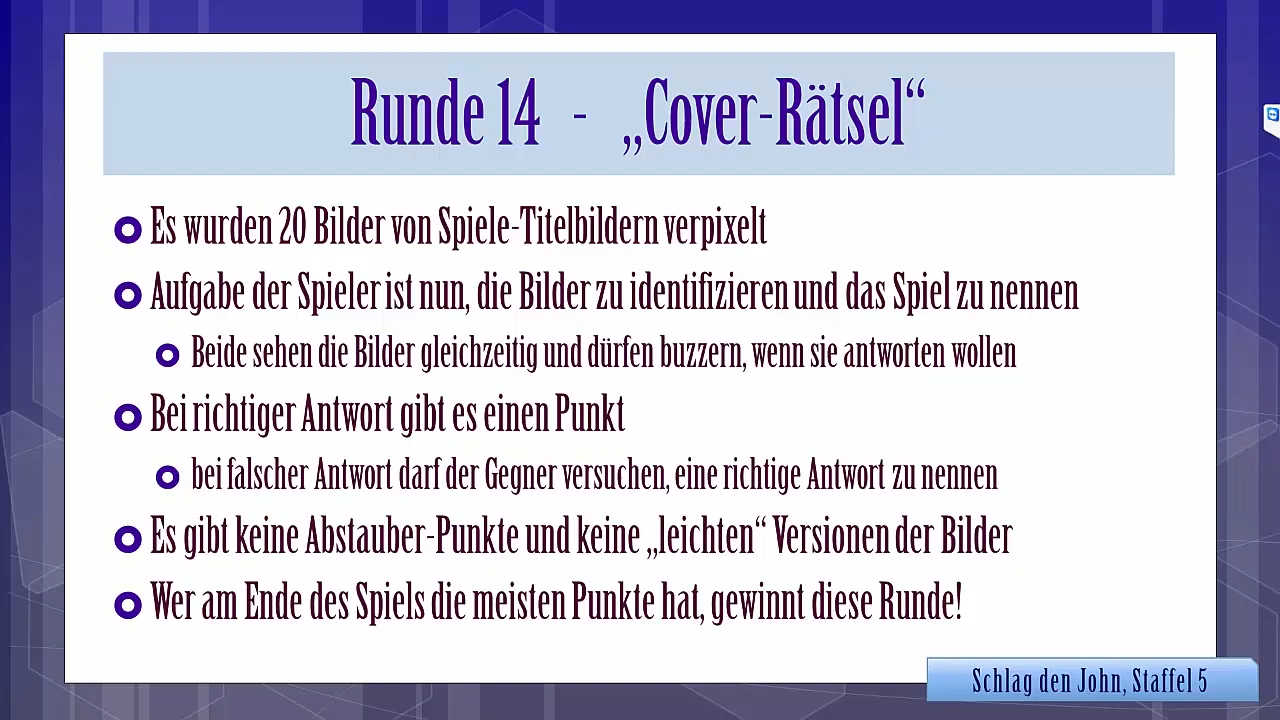 Runde 14 - „Cover-Rätsel“
Es wurden 20 Bilder von Spiele-Titelbildern verpixelt
Aufgabe der Spieler ist nun, die Bilder zu identifizieren und das Spiel zu nennen
Beide sehen die Bilder gleichzeitig und dürfen buzzern, wenn sie antworten wollen
Bei richtiger Antwort gibt es einen Punkt
bei falscher Antwort darf der Gegner versuchen, eine richtige Antwort zu nennen
Es gibt keine Abstauber-Punkte und keine „leichten“ Versionen der Bilder
Wer am Ende des Spiels die meisten Punkte hat, gewinnt diese Runde!
Schlag den John, Staffel 5